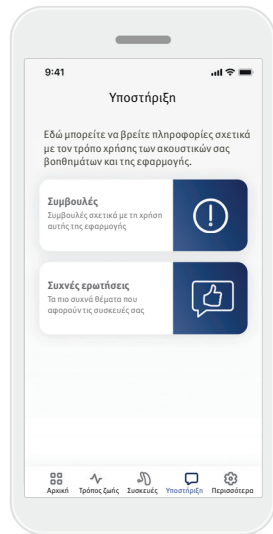 9:41
Υποστήριξη
Εδώ μπορείτε να βρείτε πληροφορίες σχετικά
με τον τρόπο χρήσης των ακουστικών σας
βοηθημάτων και της εφαρμογής.
Συμβουλές
Συμβουλές σχετικά με τη χρήση
αυτής της εφαρμογής
Συχνές ερωτήσεις
Τα πιο συχνά θέματα που
αφορούν τις συσκευές σας
Αρχική Τρόπος ζωής Συσκευές Υποστήριξη Περισσότερα